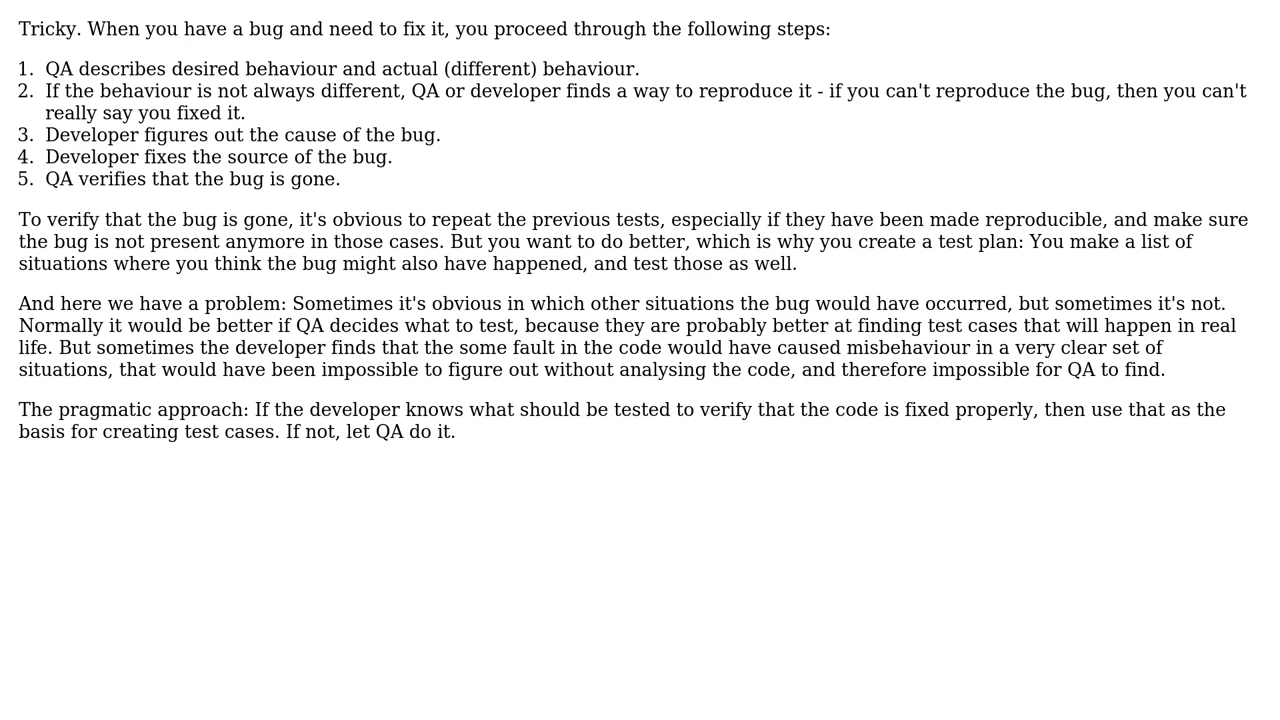 Tricky. When you have a bug and need to fix it, you proceed through the following steps:
1. QA describes desired behaviour and actual (different) behaviour.
2. If the behaviour is not always different, QA or developer finds a way to reproduce it - if you can't reproduce the bug, then you can't
really say you fixed it.
3. Developer figures out the cause of the bug.
4. Developer fixes the source of the bug.
5. QA verifies that the bug is gone.
To verify that the bug is gone, it's obvious to repeat the previous tests, especially if they have been made reproducible, and make sure
the bug is not present anymore in those cases. But you want to do better, which is why you create a test plan: You make a list of
situations where you think the bug might also have happened, and test those as well.
And here we have a problem: Sometimes it's obvious in which other situations the bug would have occurred, but sometimes it's not.
Normally it would be better if QA decides what to test, because they are probably better at finding test cases that will happen in real
life. But sometimes the developer finds that the some fault in the code would have caused misbehaviour in a very clear set of
situations, that would have been impossible to figure out without analysing the code, and therefore impossible for QA to find.
The pragmatic approach: If the developer knows what should be tested to verify that the code is fixed properly, then use that as the
basis for creating test cases. If not, let QA do it.